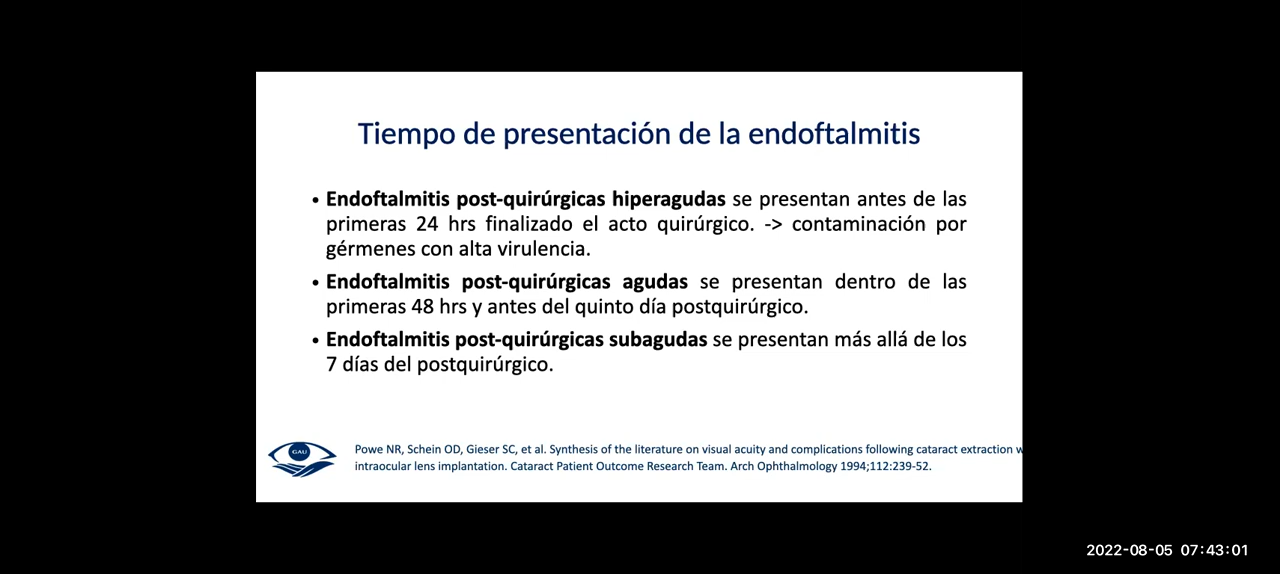 Tiempo de presentación de la endoftalmitis
• Endoftalmitis post-quirúrgicas hiperagudas se presentan antes de las
primeras 24 hrs finalizado el acto quirúrgico. -> contaminación por
gérmenes con alta virulencia.
• Endoftalmitis post-quirúrgicas agudas se presentan dentro de las
primeras 48 hrs y antes del quinto día postquirúrgico.
• Endoftalmitis post-quirúrgicas subagudas se presentan más allá de los
7 días del postquirúrgico.
GAU
Powe NR, Schein OD, Gieser SC, et al. Synthesis of the literature on visual acuity and complications following cataract extraction
intraocular lens implantation. Cataract Patient Outcome Research Team. Arch Ophthalmology 1994;112:239-52.
2022-08-05 07:43:01